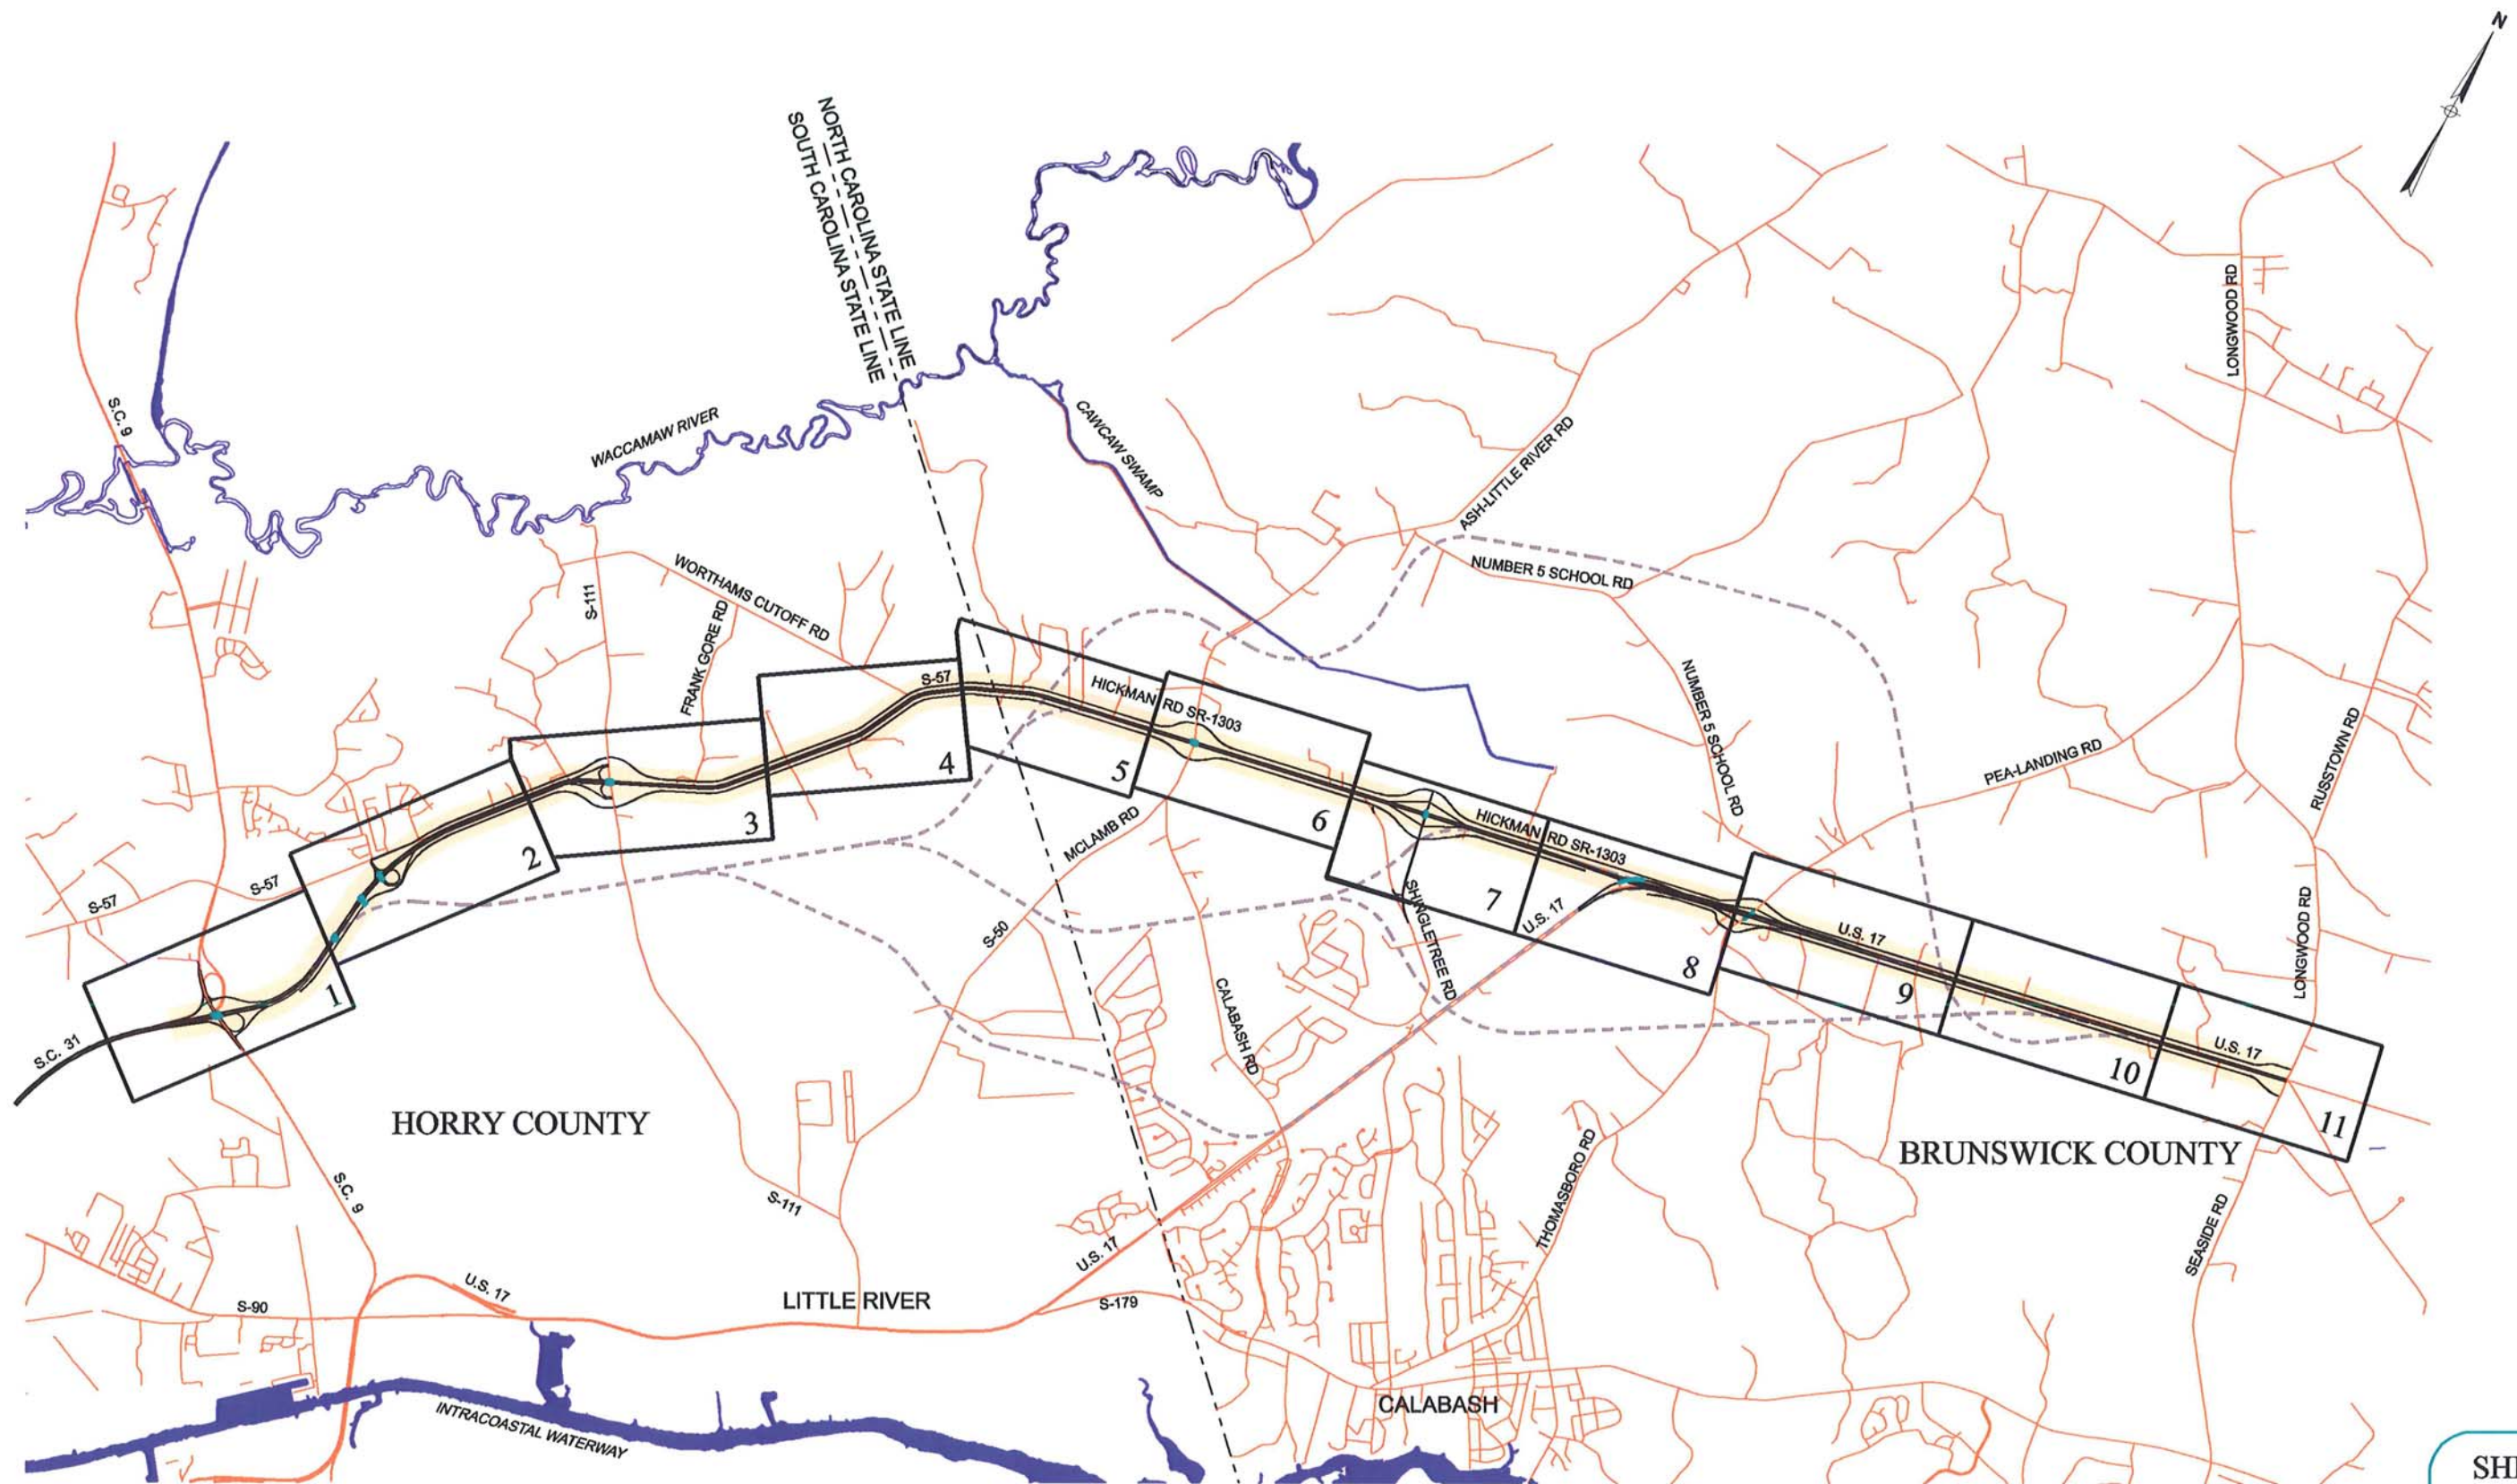 N
NORTH CAROLINA STATE LINE
SOUTH CAROLINA STATE LINE
LONGWOOD RD
S.C. 9
WACCAMAW RIVER
CAWCAW SWAMP
ASH-LITTLE RIVER RD
NUMBER 5 SCHOOL RD
WORTHAMS CUTOFF RD
S-111
FRANK GORE RD
S-57
HICKMAN RD SR-1303
NUMBER 5 SCHOOL RD
PEA-LANDING RD
RUSSTOWN RD
4
5
3
6
MCLAMB RD
HICKMAN RD SR-1303
2
S-57
S-57
SHINGLETREE RD
7
U.S. 17
8
U.S. 17
LONGWOOD RD
S-50
1
9
CALABASH RD
S.C. 31
U.S. 17
10
11
HORRY COUNTY
BRUNSWICK COUNTY
S.C. 9
S-111
THOMASBORO RD
SEASIDE RD
U.S. 17
U.S. 17
S-90
LITTLE RIVER
S-179
INTRACOASTAL WATERWAY
CALABASH